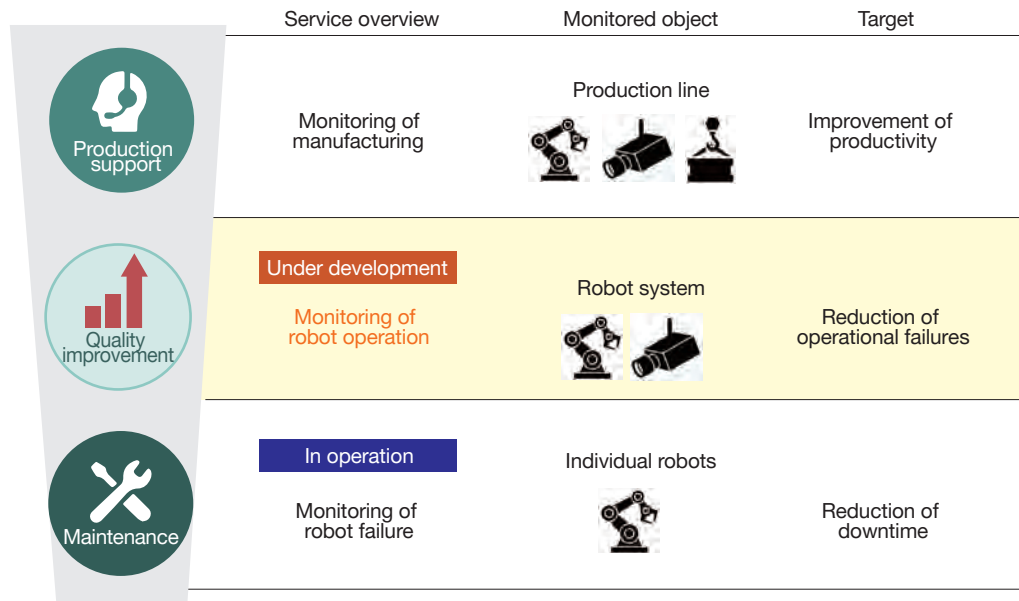 Service overview
Monitored object
Target
Production
support
Monitoring of
manufacturing
Production line
Improvement of
productivity
Quality
improvement
Under development
Monitoring of
robot operation
Robot system
Reduction of
operational failures
Maintenance
In operation
Monitoring of
robot failure
Individual robots
Reduction of
downtime